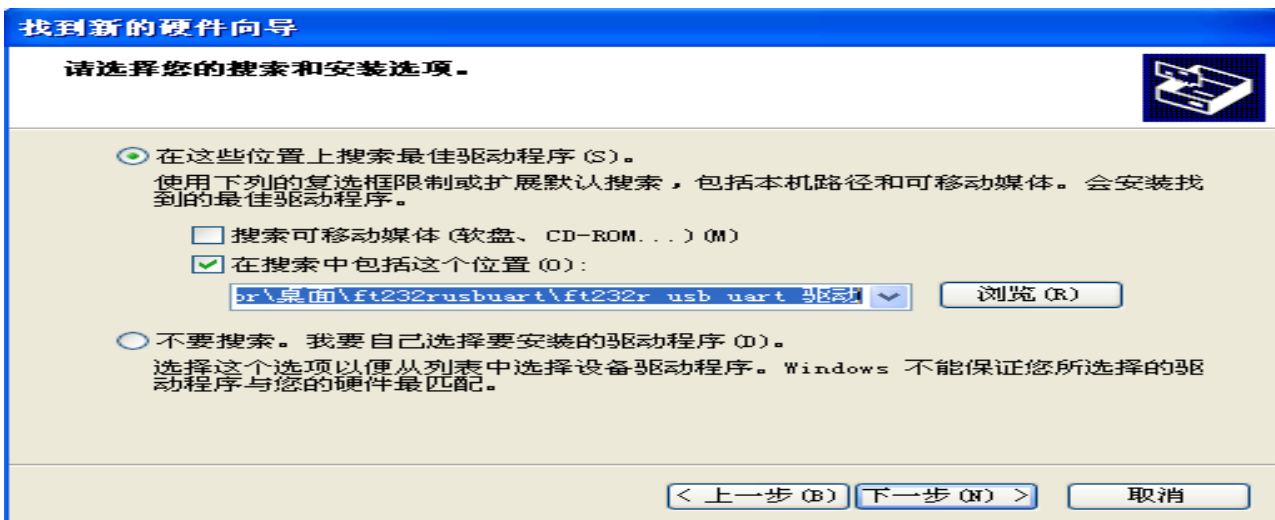 找到新的硬件向导
请选择您的搜索和安装选项。
在这些位置上搜索最佳驱动程序(S)。
使用下列的复选框限制或扩展默认搜索，包括本机路径和可移动媒体。会安装找
到的最佳驱动程序。
搜索可移动媒体(软盘、CD-ROM...)(M)
在搜索中包括这个位置(O):
or\桌面\ft232rusbuart\ft232r usb uart 驱动
浏览(R)
不要搜索。我要自己选择要安装的驱动程序(D)。
选择这个选项以便从列表中选择设备驱动程序。Windows 不能保证您所选择的驱
动程序与您的硬件最匹配。
< 上一步(B)
下一步(N) >
取消